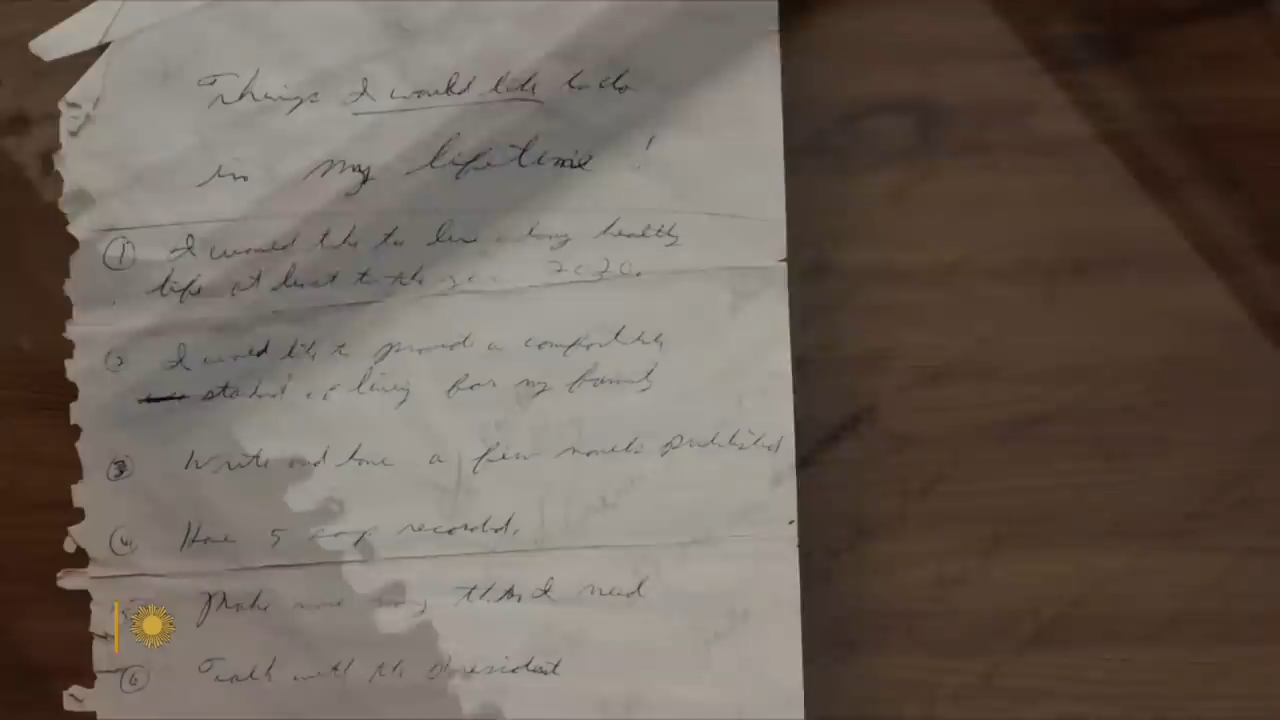 Things I would like to do
in my lifetime!
① I would like to live a long healthy
life at least to the year 2020.
② I would like to provide a comfortable
standard of living for my family
③ Write and have a few novels published
④ Have 5 songs recorded.
5 Make more money than I need
⑥ Talk with the president